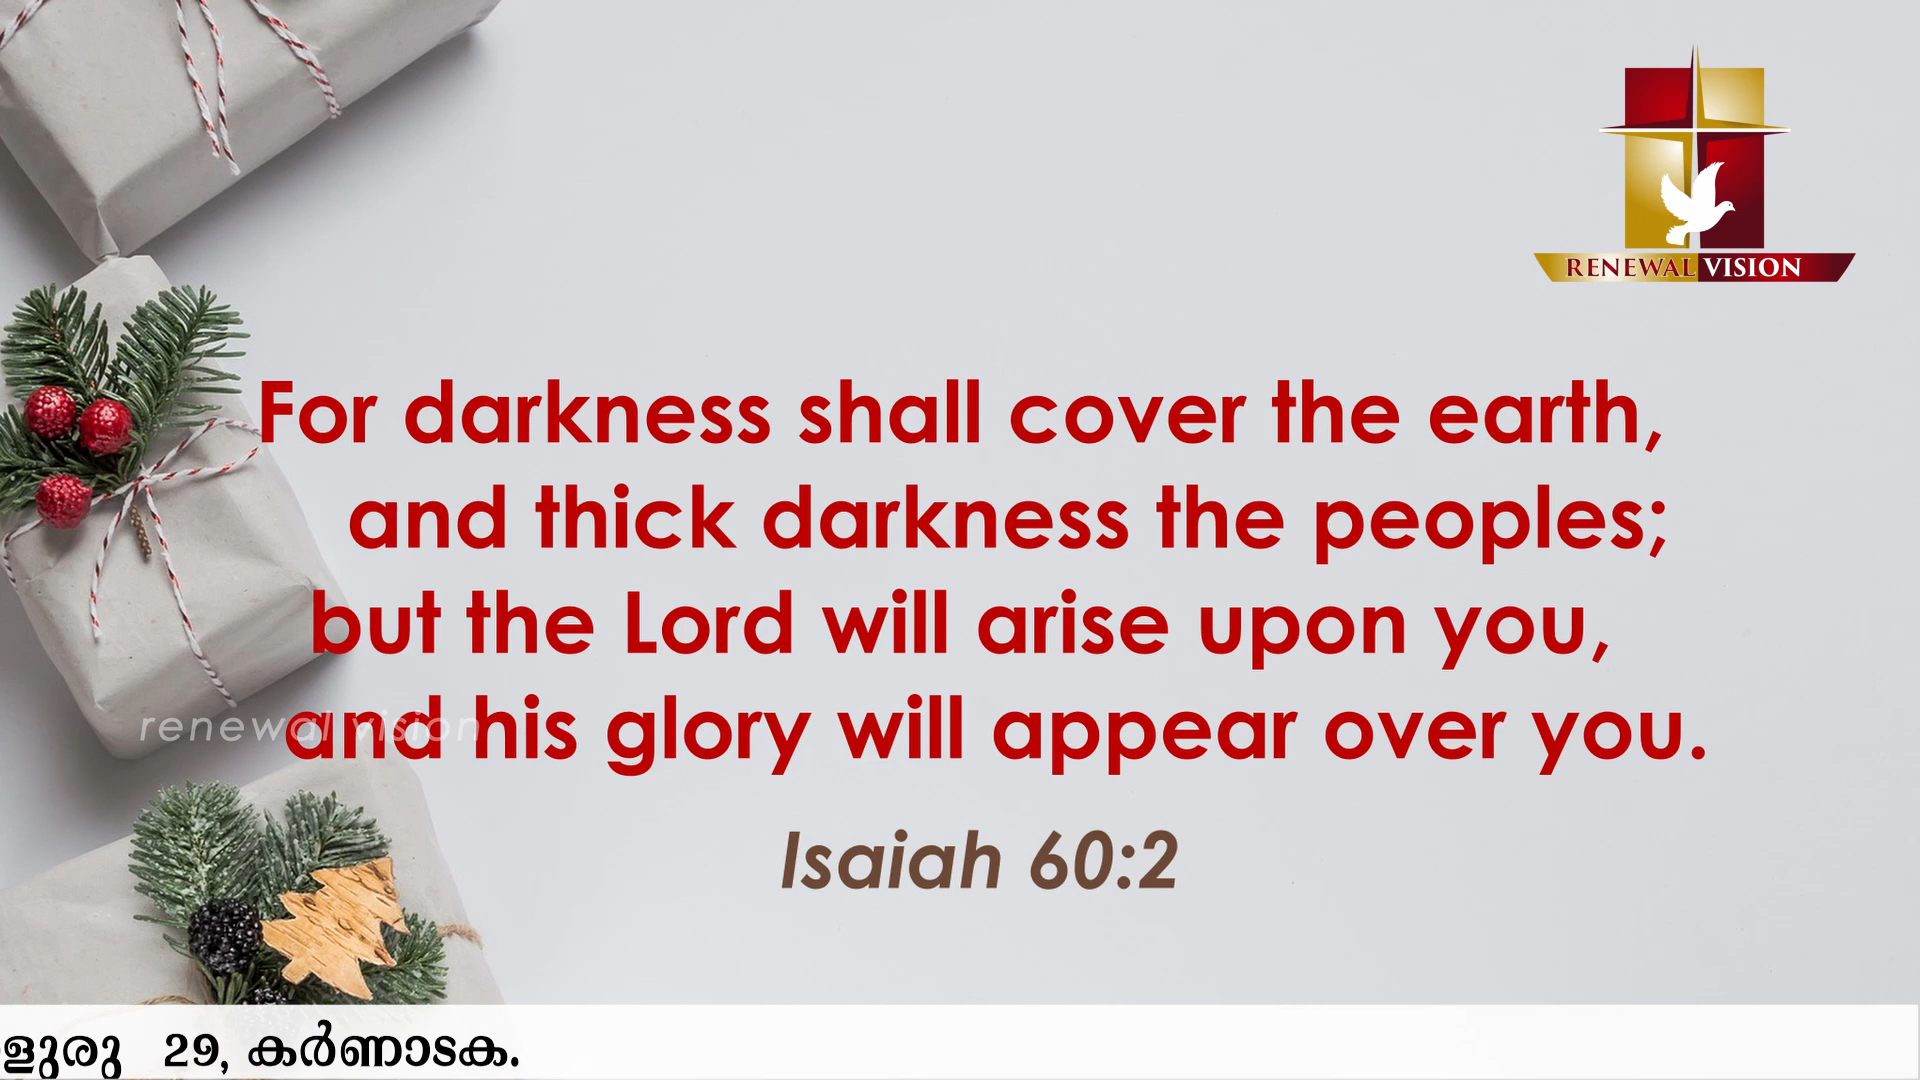 RENEWAL VISION
For darkness shall cover the earth,
and thick darkness the peoples;
but the Lord will arise upon you,
and his glory will appear over you.
renewal vision
Isaiah 60:2
ളുരു 29, കർണാടക.